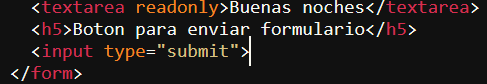 <textarea readonly>Buenas noches</textarea>
<h5>Boton para enviar formulario</h5>
<input type="submit">
</form>